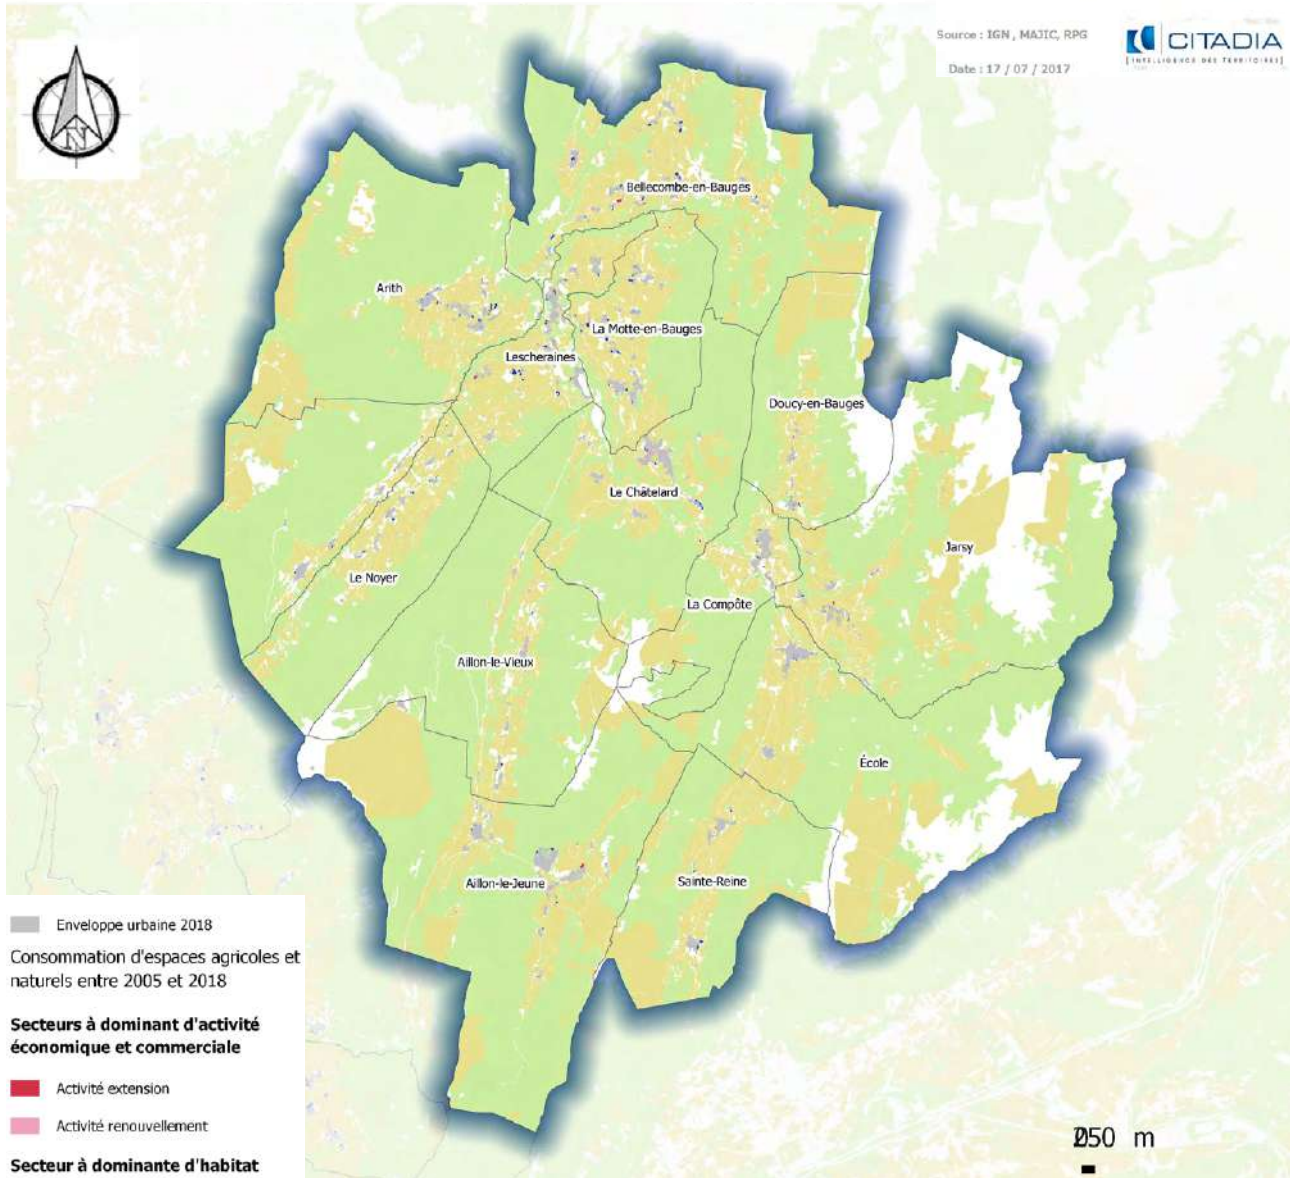 Source : IGN , MAJIC, RPG
Date : 17 / 07 / 2017
CITADIA
[INTELLIGENCE DES TERRITOIRES]
N
Bellecombe-en-Bauges
Arith
La Motte-en-Bauges
Lescheraines
Doucy-en-Bauges
Le Châtelard
Jarsy
Le Noyer
La Compôte
Aillon-le-Vieux
École
Aillon-le-Jeune
Sainte-Reine
Enveloppe urbaine 2018
Consommation d'espaces agricoles et
naturels entre 2005 et 2018
Secteurs à dominant d'activité
économique et commerciale
Activité extension
Activité renouvellement
Secteur à dominante d'habitat
250 m